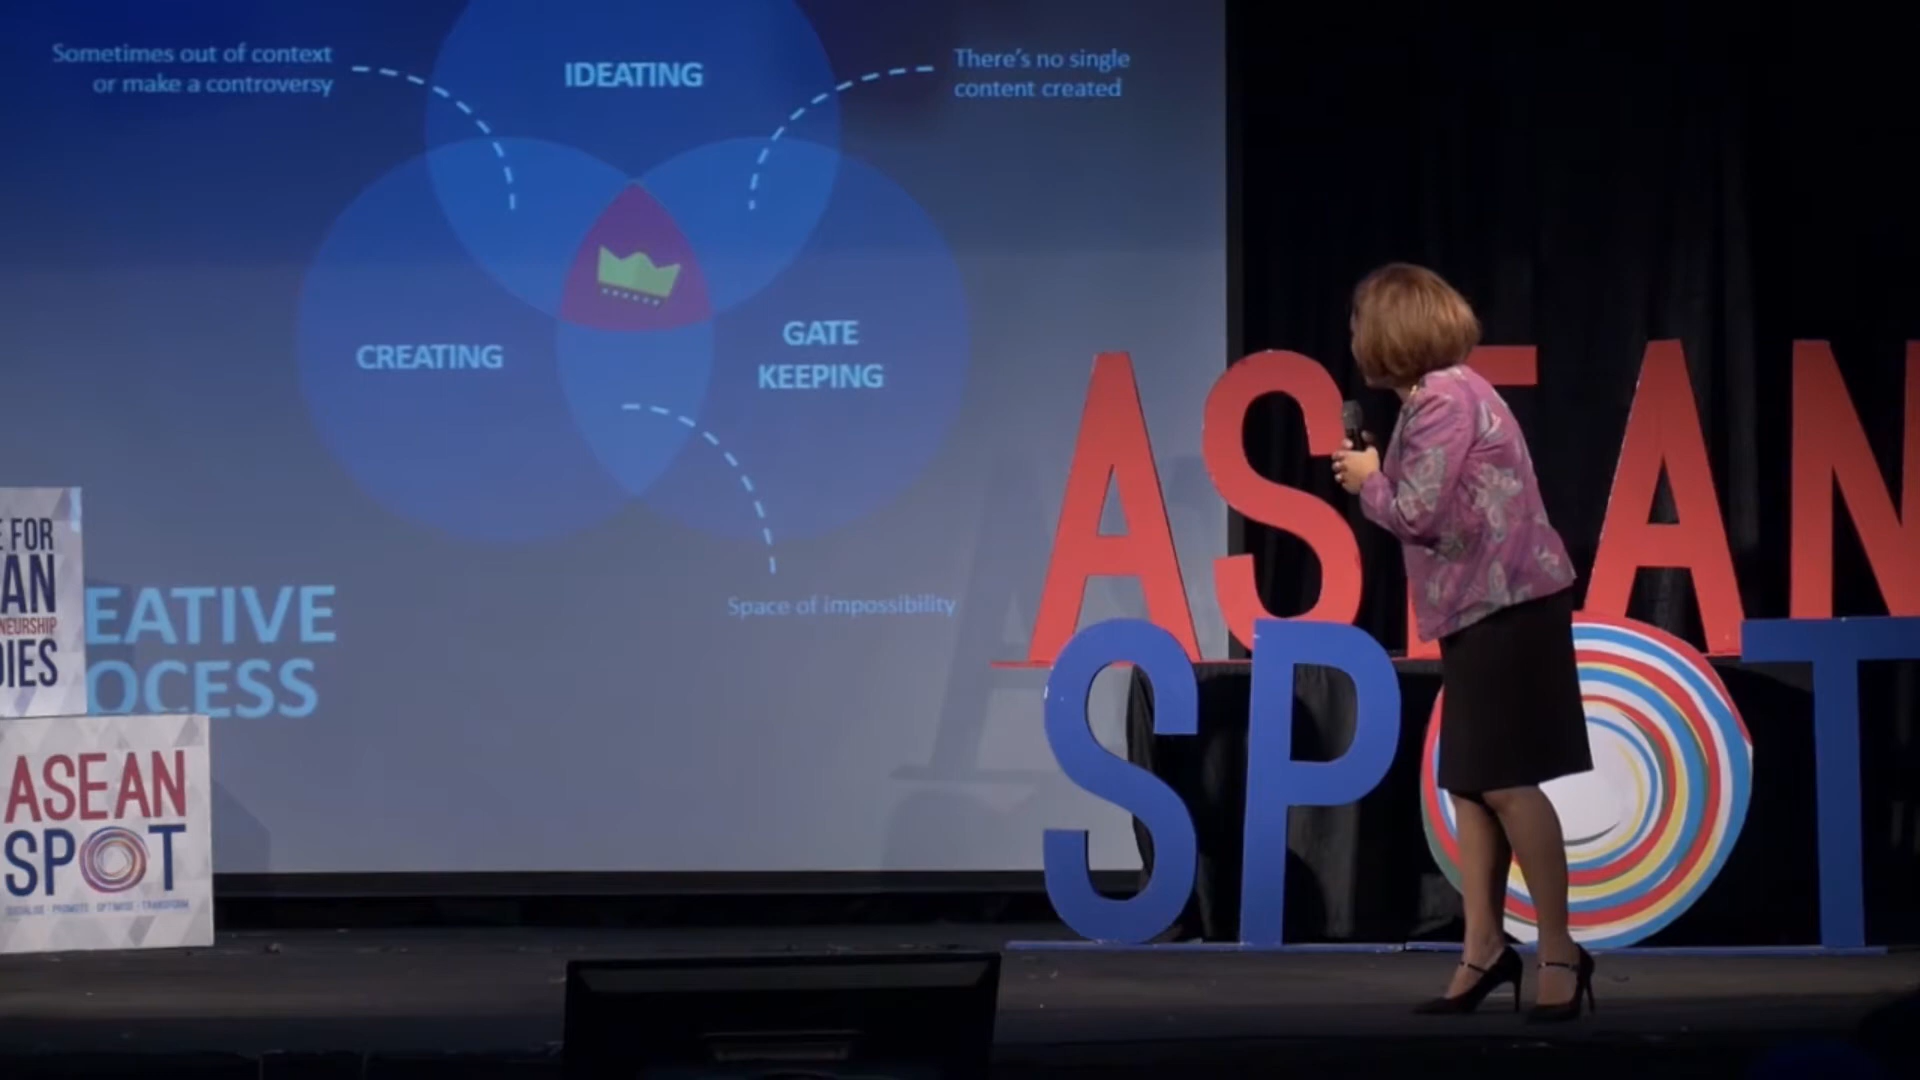 Sometimes out of context
or make a controversy
IDEATING
There's no single
content created
CREATING
GATE
KEEPING
Space of impossibility
EATIVE
OCESS
E FOR
AN
NEURSHIP
DIES
ASEAN
SPOT
ASEAN
SPOT